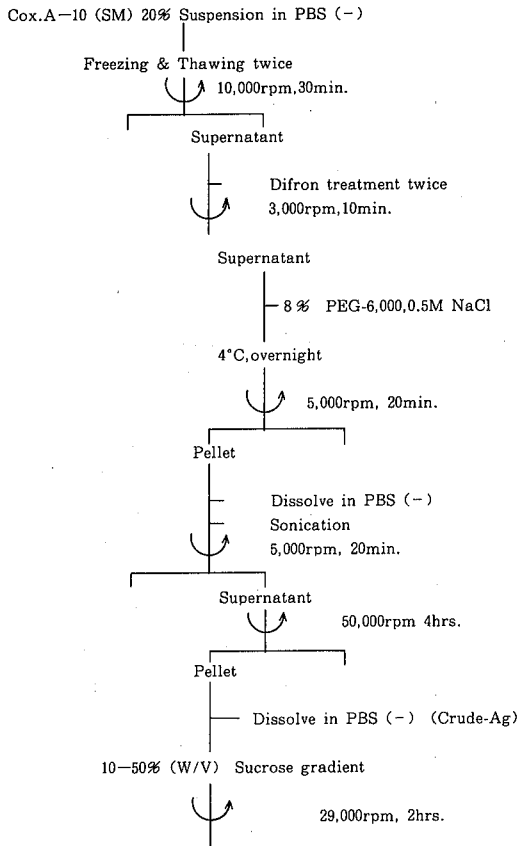 Cox.A—10 (SM) 20% Suspension in PBS (−)
Freezing & Thawing twice
10,000rpm,30min.
Supernatant
Difron treatment twice
3,000rpm,10min.
Supernatant
8% PEG-6,000,0.5M NaCl
4°C,overnight
5,000rpm, 20min.
Pellet
Dissolve in PBS (−)
Sonication
5,000rpm, 20min.
Supernatant
50,000rpm 4hrs.
Pellet
Dissolve in PBS (−) (Crude-Ag)
10—50% (W/V) Sucrose gradient
29,000rpm, 2hrs.